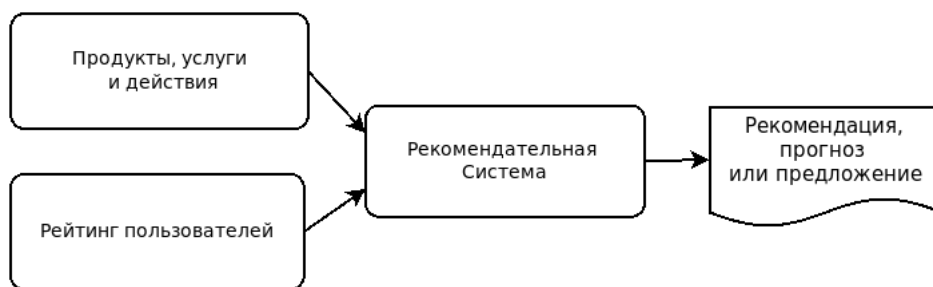 Продукты, услуги
и действия
Рейтинг пользователей
Рекомендательная
Система
Рекомендация,
прогноз
или предложение